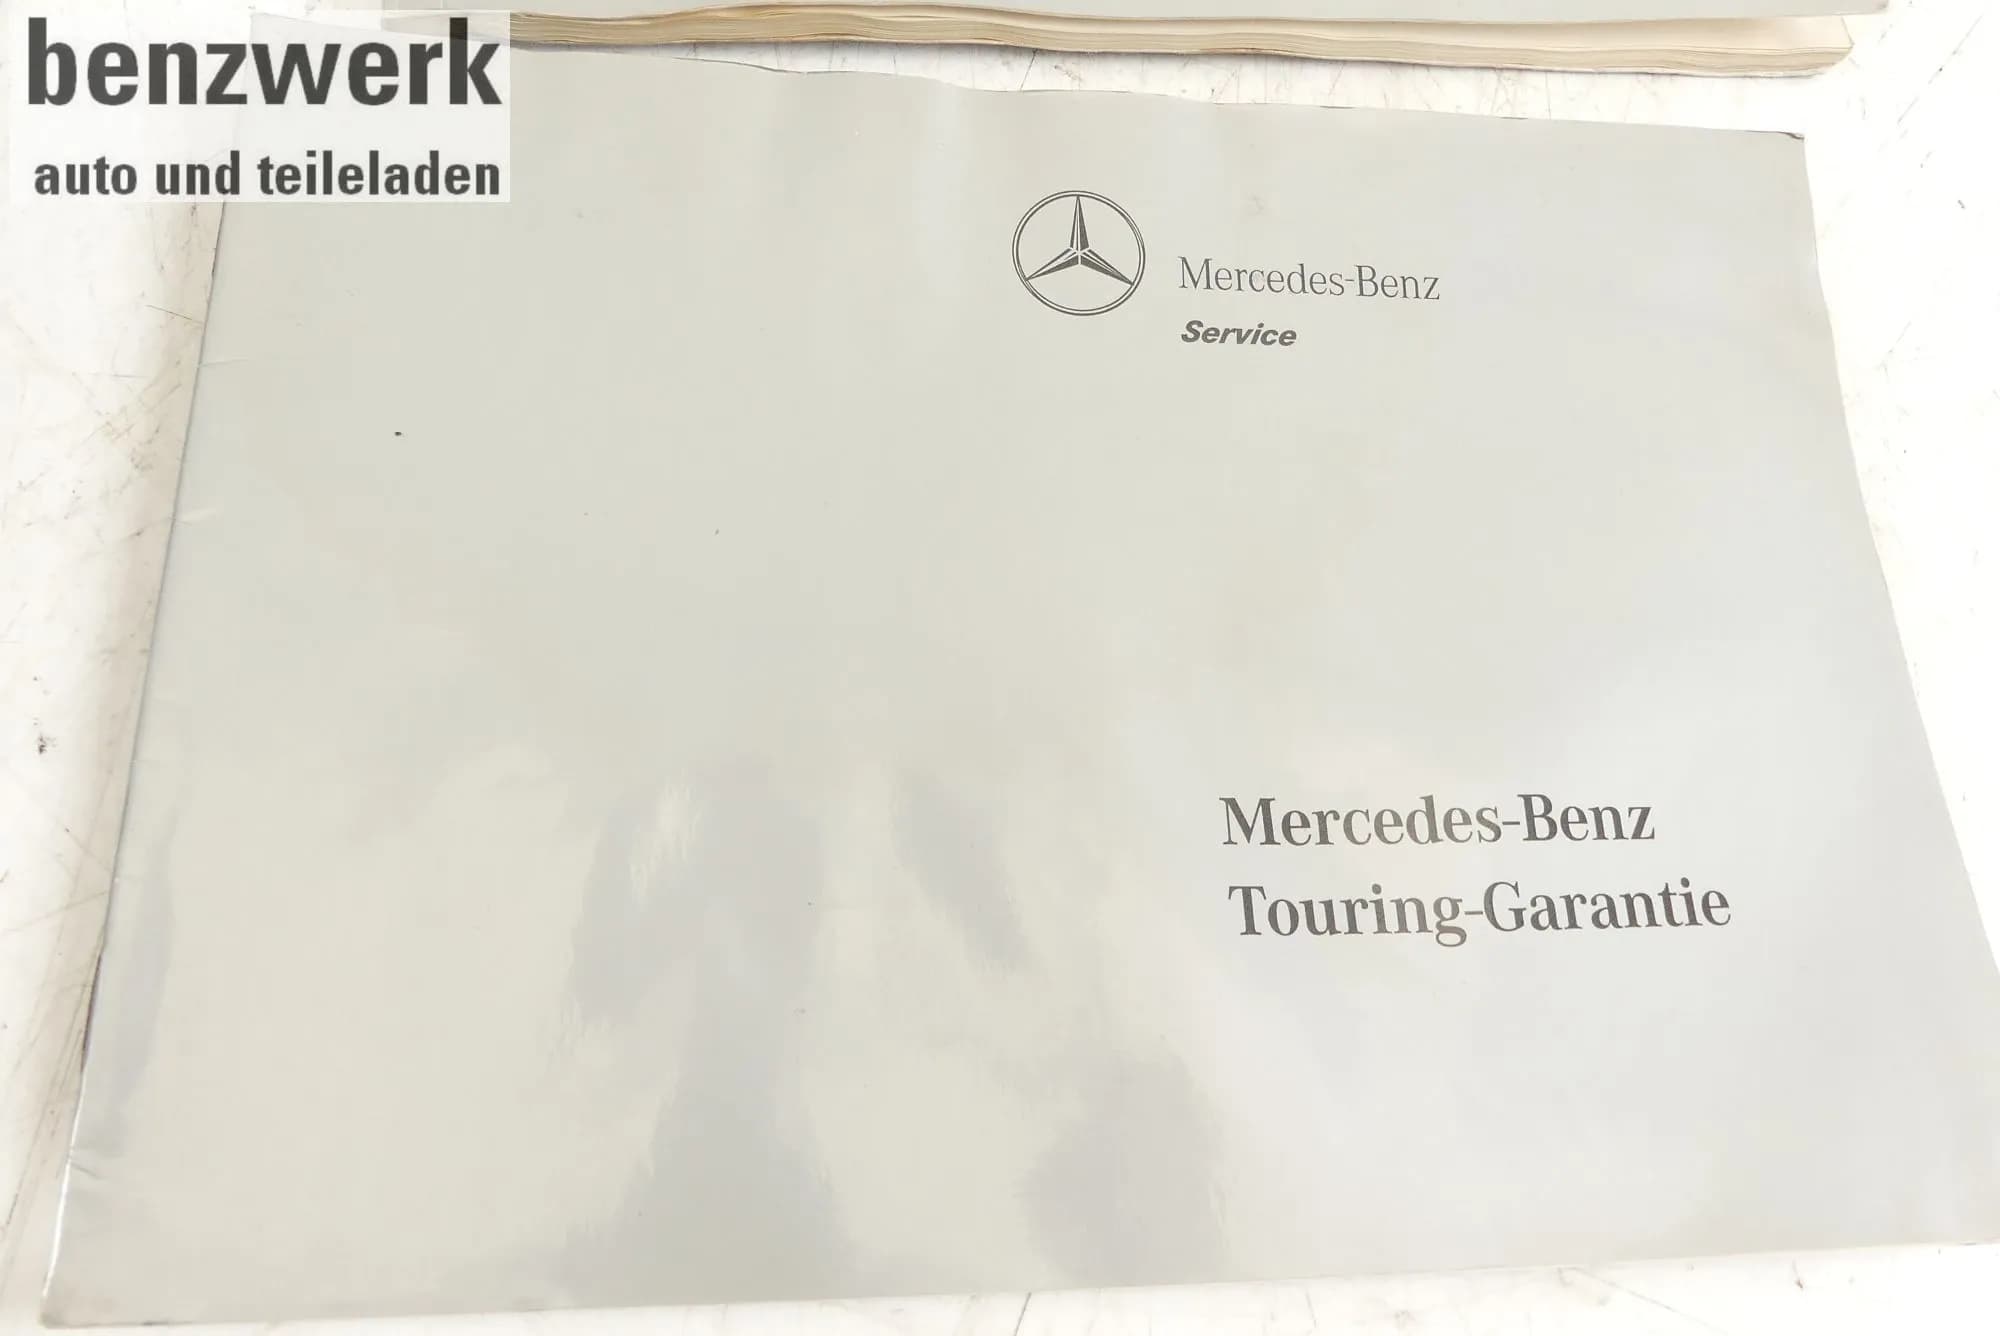 benzwerk
auto und teileladen
Mercedes-Benz
Service
Mercedes-Benz
Touring-Garantie